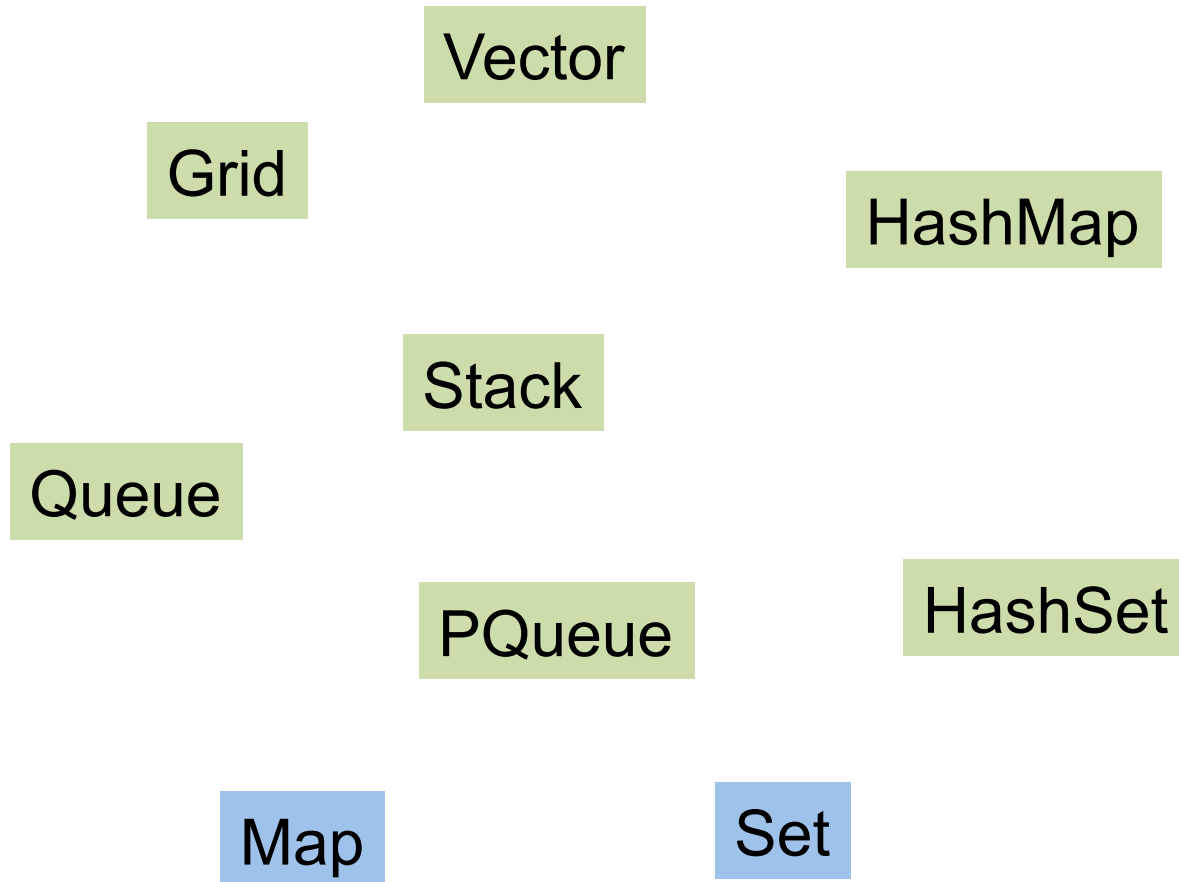 Vector
Grid
HashMap
Stack
Queue
HashSet
PQueue
Set
Map